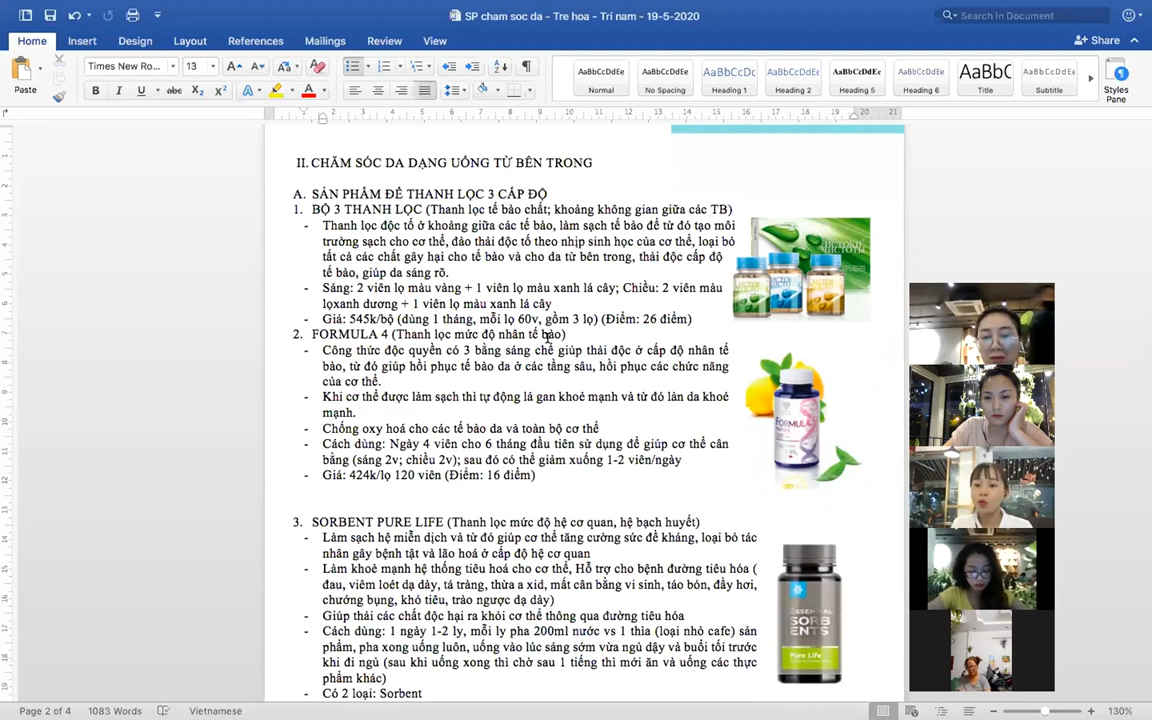 SP cham soc da - Tre hoa - Tri nam - 19-5-2020
Search in Document
Home Insert Design Layout References Mailings Review View
Share
Paste
Times New Ro... 13
AaBbCcDdEe AaBbCcDdEe AaBbCcDc AaBbCcDdEe AaBbCcDdEe AaBbCcDdEe AaBbC AaBbCcDdEe
Normal No Spacing Heading 1 Heading 2 Heading 5 Heading 6 Title Subtitle
Styles Pane
II. CHĂM SÓC DA DẠNG UỐNG TỪ BÊN TRONG
A. SẢN PHẨM ĐỂ THANH LỌC 3 CẤP ĐỘ
1. BỘ 3 THANH LỌC (Thanh lọc tế bào chất; khoảng không gian giữa các TB)
- Thanh lọc độc tố ở khoảng giữa các tế bào, làm sạch tế bào để từ đó tạo môi
trường sạch cho cơ thể, đào thải độc tố theo nhịp sinh học của cơ thể, loại bỏ
tất cả các chất gây hại cho tế bào và cho da từ bên trong, thải độc cấp độ
tế bào, giúp da sáng rõ.
- Sáng: 2 viên lọ màu vàng + 1 viên lọ màu xanh lá cây; Chiều: 2 viên màu
lọxanh dương + 1 viên lọ màu xanh lá cây
- Giá: 545k/bộ (dùng 1 tháng, mỗi lọ 60v, gồm 3 lọ) (Điểm: 26 điểm)
2. FORMULA 4 (Thanh lọc mức độ nhân tế bào)
- Công thức độc quyền có 3 bằng sáng chế giúp thải độc ở cấp độ nhân tế
bào, từ đó giúp hồi phục tế bào da ở các tầng sâu, hồi phục các chức năng
của cơ thể.
- Khi cơ thể được làm sạch thì tự động lá gan khoẻ mạnh và từ đó làn da khoẻ
mạnh.
- Chống oxy hoá cho các tế bào da và toàn bộ cơ thể
- Cách dùng: Ngày 4 viên cho 6 tháng đầu tiên sử dụng để giúp cơ thể cân
bằng (sáng 2v; chiều 2v); sau đó có thể giảm xuống 1-2 viên/ngày
- Giá: 424k/lọ 120 viên (Điểm: 16 điểm)
3. SORBENT PURE LIFE (Thanh lọc mức độ hệ cơ quan, hệ bạch huyết)
- Làm sạch hệ miễn dịch và từ đó giúp cơ thể tăng cường sức đề kháng, loại bỏ tác
nhân gây bệnh tật và lão hoá ở cấp độ hệ cơ quan
- Làm khoẻ mạnh hệ thống tiêu hoá cho cơ thể, Hỗ trợ cho bệnh đường tiêu hóa (
đau, viêm loét dạ dày, tá tràng, thừa a xid, mất cân bằng vi sinh, táo bón, đầy hơi,
chướng bụng, khó tiêu, trào ngược dạ dày)
- Giúp thải các chất độc hại ra khỏi cơ thể thông qua đường tiêu hóa
- Cách dùng: 1 ngày 1-2 ly, mỗi ly pha 200ml nước vs 1 thìa (loại nhỏ cafe) sản
phẩm, pha xong uống luôn, uống vào lúc sáng sớm vừa ngủ dậy và buổi tối trước
khi đi ngủ (sau khi uống xong thì chờ sau 1 tiếng thì mới ăn và uống các thực
phẩm khác)
- Có 2 loại: Sorbent
ИСТОКИ
ЧИСТОТЫ
FORMULA
ESSENTIAL
SORB
ENTS
Pure Life
Page 2 of 4 1083 Words Vietnamese 130%